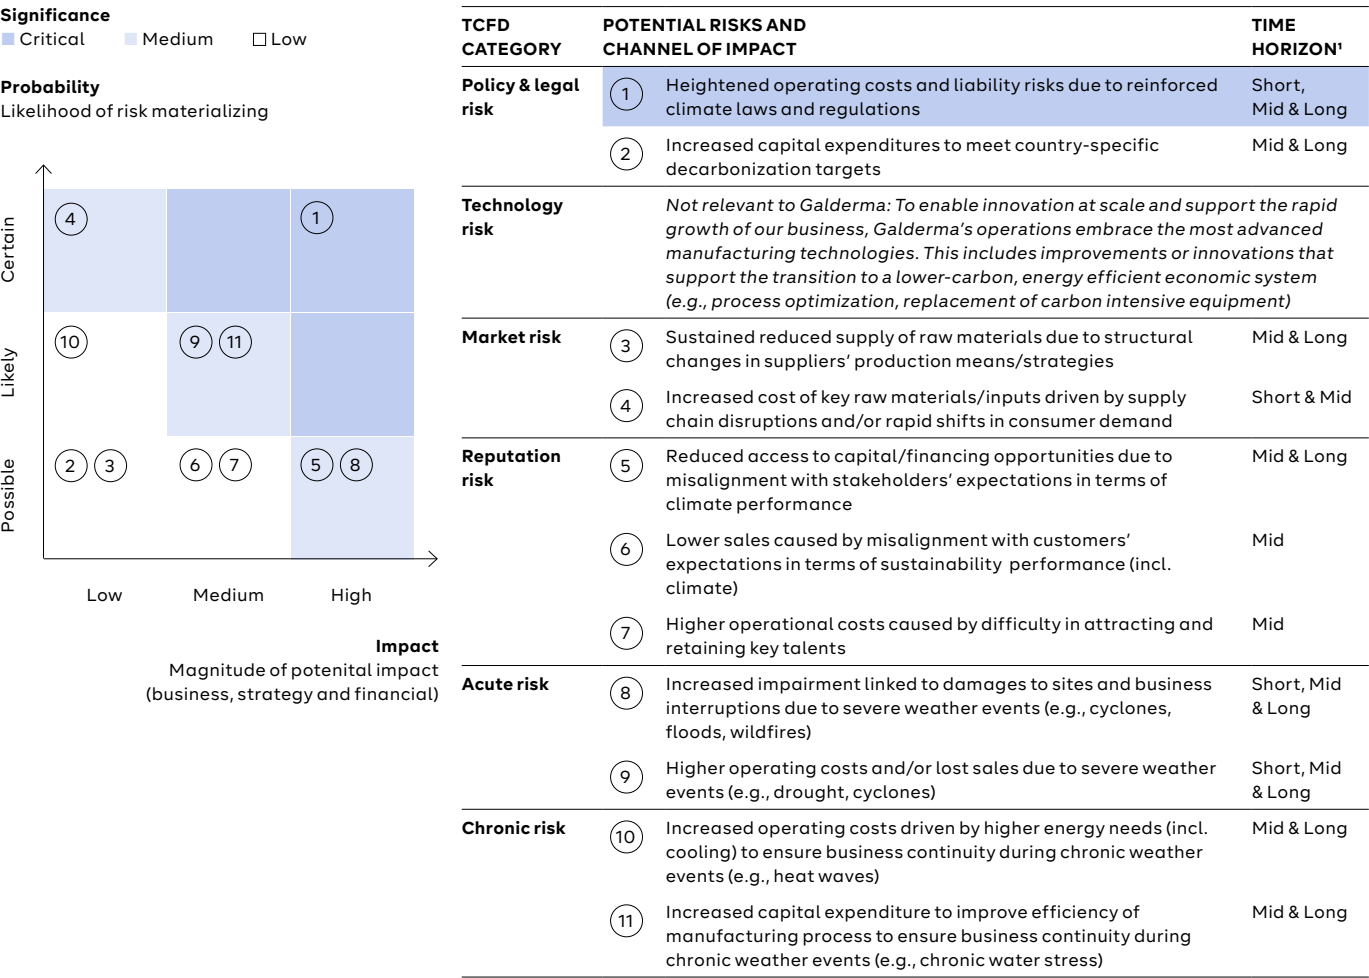 Significance
Critical Medium Low
Probability
Likelihood of risk materializing
Certain
4 1
Likely
10 9 11
Possible
2 3 6 7 5 8
Low Medium High
Impact
Magnitude of potenital impact
(business, strategy and financial)
TCFD
CATEGORY
POTENTIAL RISKS AND
CHANNEL OF IMPACT
TIME
HORIZON¹
Policy & legal
risk
1
Heightened operating costs and liability risks due to reinforced
climate laws and regulations
Short,
Mid & Long
2
Increased capital expenditures to meet country-specific
decarbonization targets
Mid & Long
Technology
risk
Not relevant to Galderma: To enable innovation at scale and support the rapid
growth of our business, Galderma's operations embrace the most advanced
manufacturing technologies. This includes improvements or innovations that
support the transition to a lower-carbon, energy efficient economic system
(e.g., process optimization, replacement of carbon intensive equipment)
Market risk
3
Sustained reduced supply of raw materials due to structural
changes in suppliers' production means/strategies
Mid & Long
4
Increased cost of key raw materials/inputs driven by supply
chain disruptions and/or rapid shifts in consumer demand
Short & Mid
Reputation
risk
5
Reduced access to capital/financing opportunities due to
misalignment with stakeholders' expectations in terms of
climate performance
Mid & Long
6
Lower sales caused by misalignment with customers'
expectations in terms of sustainability performance (incl.
climate)
Mid
7
Higher operational costs caused by difficulty in attracting and
retaining key talents
Mid
Acute risk
8
Increased impairment linked to damages to sites and business
interruptions due to severe weather events (e.g., cyclones,
floods, wildfires)
Short, Mid
& Long
9
Higher operating costs and/or lost sales due to severe weather
events (e.g., drought, cyclones)
Short, Mid
& Long
Chronic risk
10
Increased operating costs driven by higher energy needs (incl.
cooling) to ensure business continuity during chronic weather
events (e.g., heat waves)
Mid & Long
11
Increased capital expenditure to improve efficiency of
manufacturing process to ensure business continuity during
chronic weather events (e.g., chronic water stress)
Mid & Long